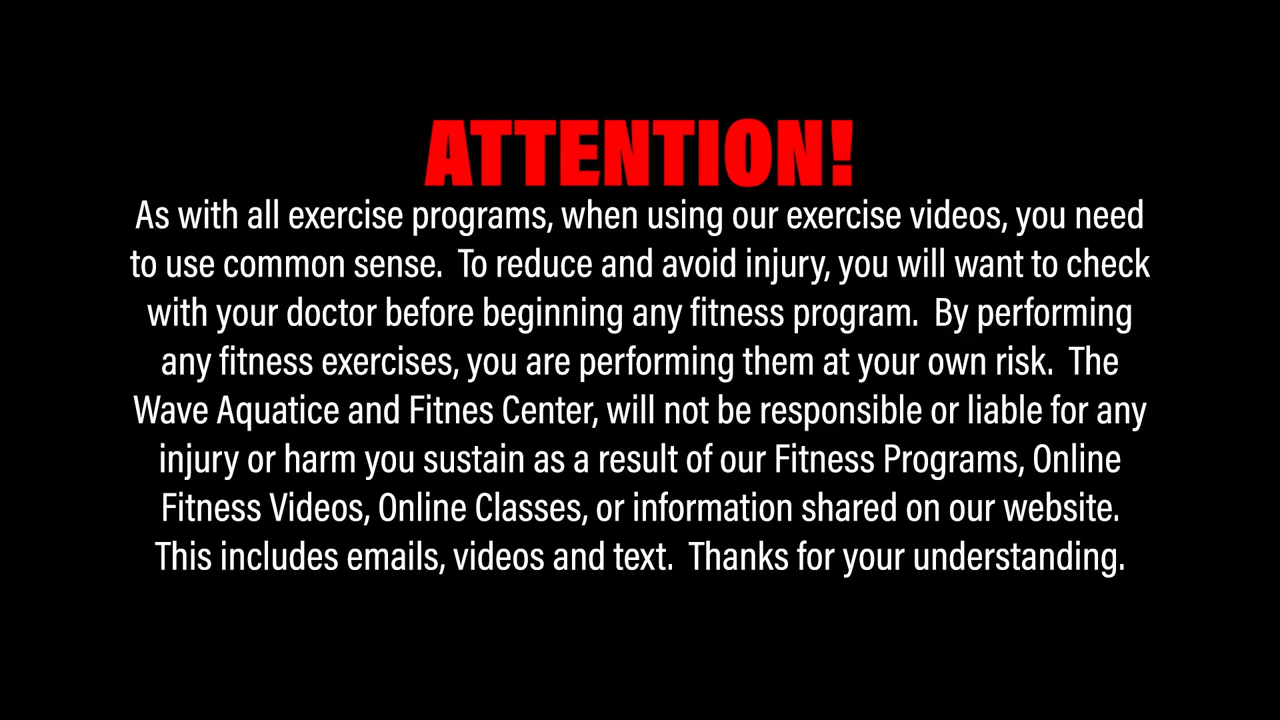 ATTENTION!
As with all exercise programs, when using our exercise videos, you need
to use common sense.  To reduce and avoid injury, you will want to check
with your doctor before beginning any fitness program.  By performing
any fitness exercises, you are performing them at your own risk.  The
Wave Aquatice and Fitnes Center, will not be responsible or liable for any
injury or harm you sustain as a result of our Fitness Programs, Online
Fitness Videos, Online Classes, or information shared on our website.
This includes emails, videos and text.  Thanks for your understanding.